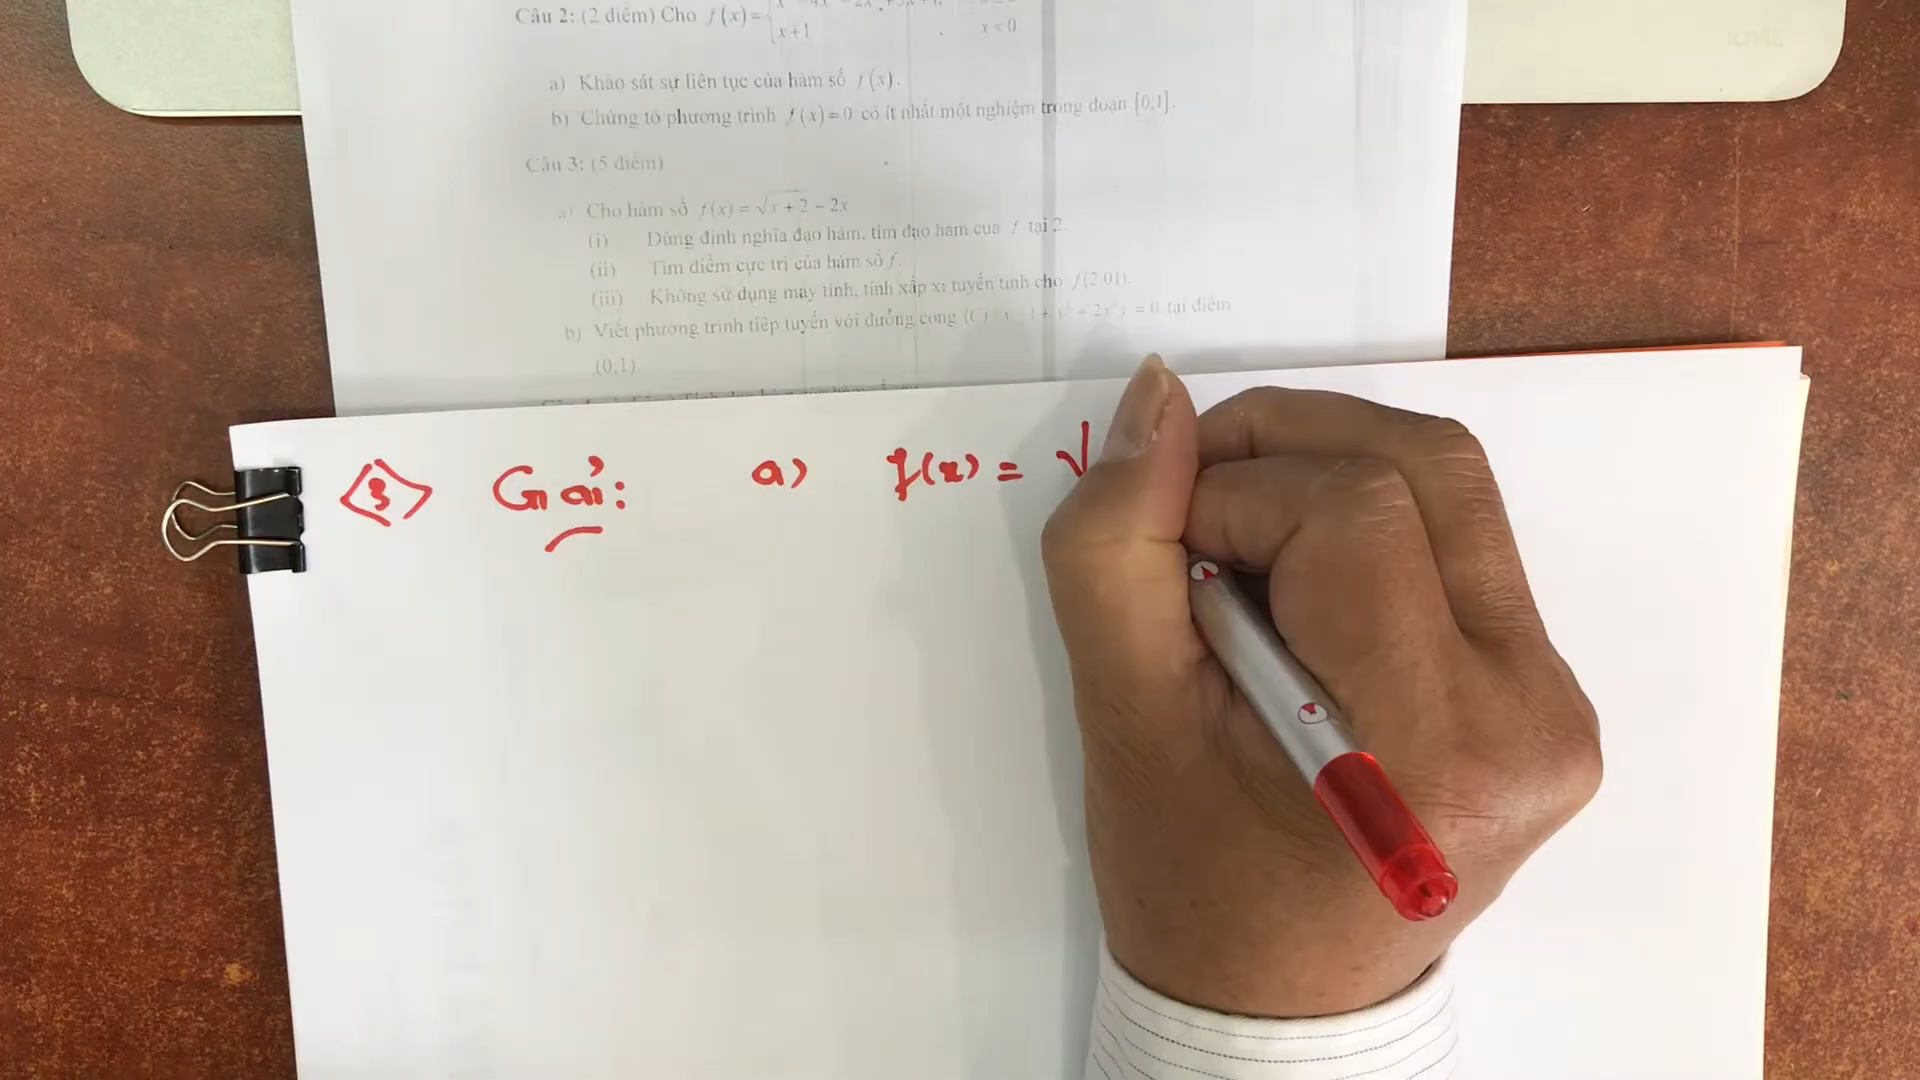 Câu 2: (2 điểm) Cho f(x) =
x+1 x < 0
a) Khảo sát sự liên tục của hàm số f(x).
b) Chứng tỏ phương trình f(x) = 0 có ít nhất một nghiệm trong đoạn [0;1].
Câu 3: (5 điểm)
a) Cho hàm số f(x) = √x+2 − 2x
(i) Dùng định nghĩa đạo hàm, tìm đạo hàm của f tại 2.
(ii) Tìm điểm cực trị của hàm số f.
(iii) Không sử dụng máy tính, tính xấp xỉ tuyến tính cho f(2.01).
b) Viết phương trình tiếp tuyến với đường cong = 0 tại điểm
(0;1)
3 Giải: a) f(x) = √